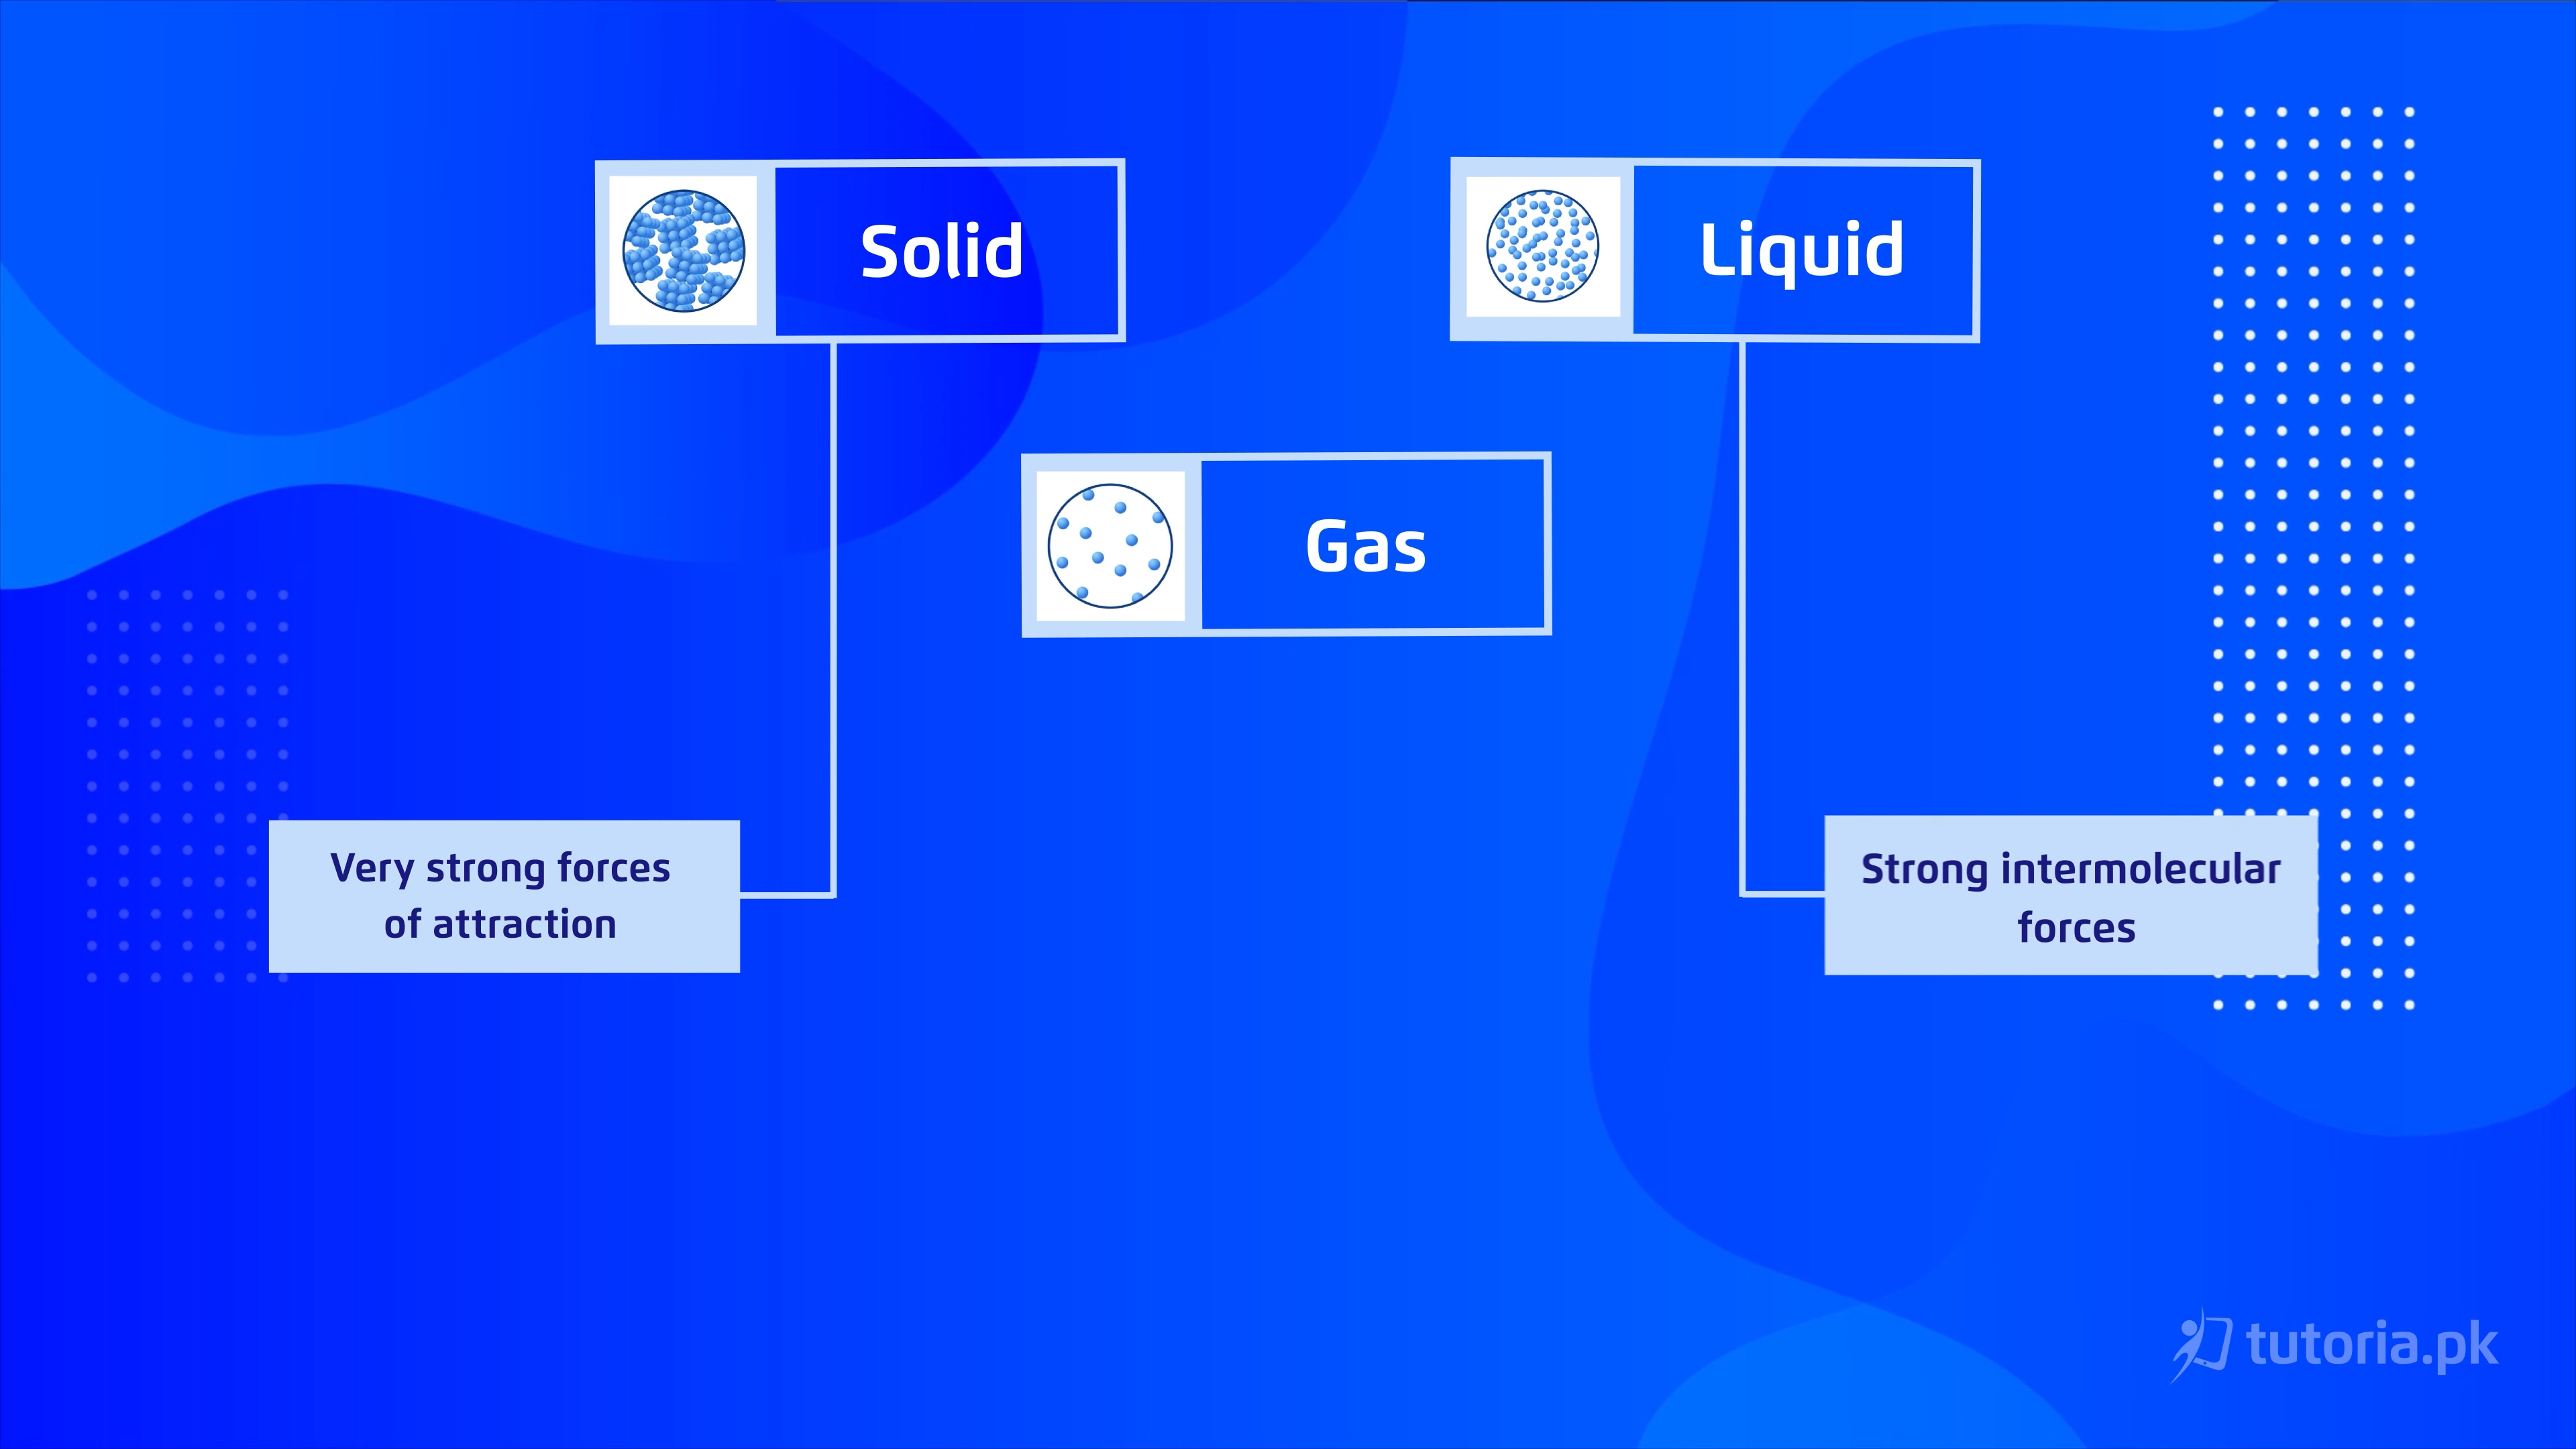 Solid
Liquid
Gas
Very strong forces
of attraction
Strong intermolecular
forces
tutoria.pk